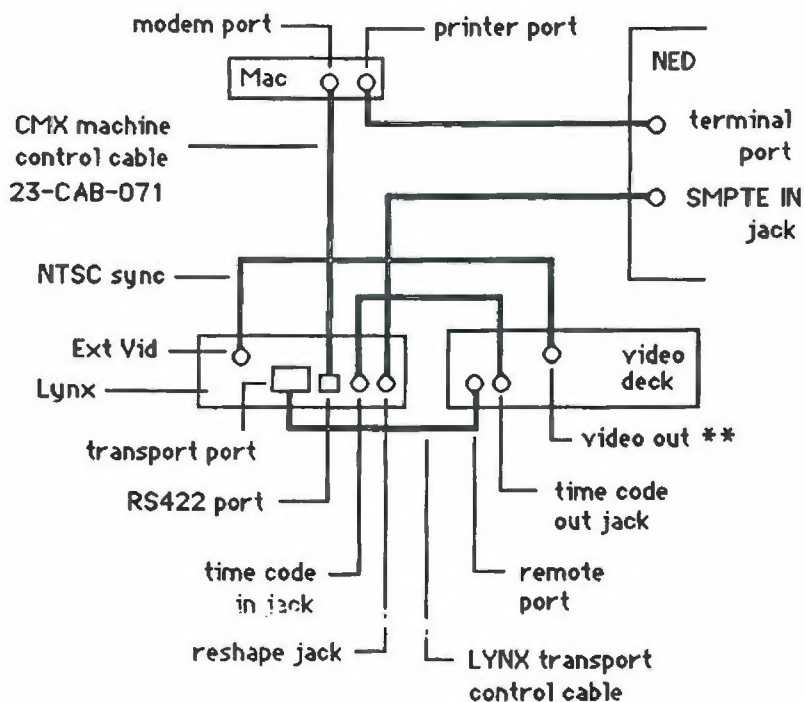 modem port
printer port
Mac
NED
CMX machine
control cable
23-CAB-071
terminal
port
SMPTE IN
jack
NTSC sync
Ext Vid
Lynx
video
deck
transport port
video out **
RS422 port
time code
out jack
time code
in jack
remote
port
reshape jack
LYNX transport
control cable